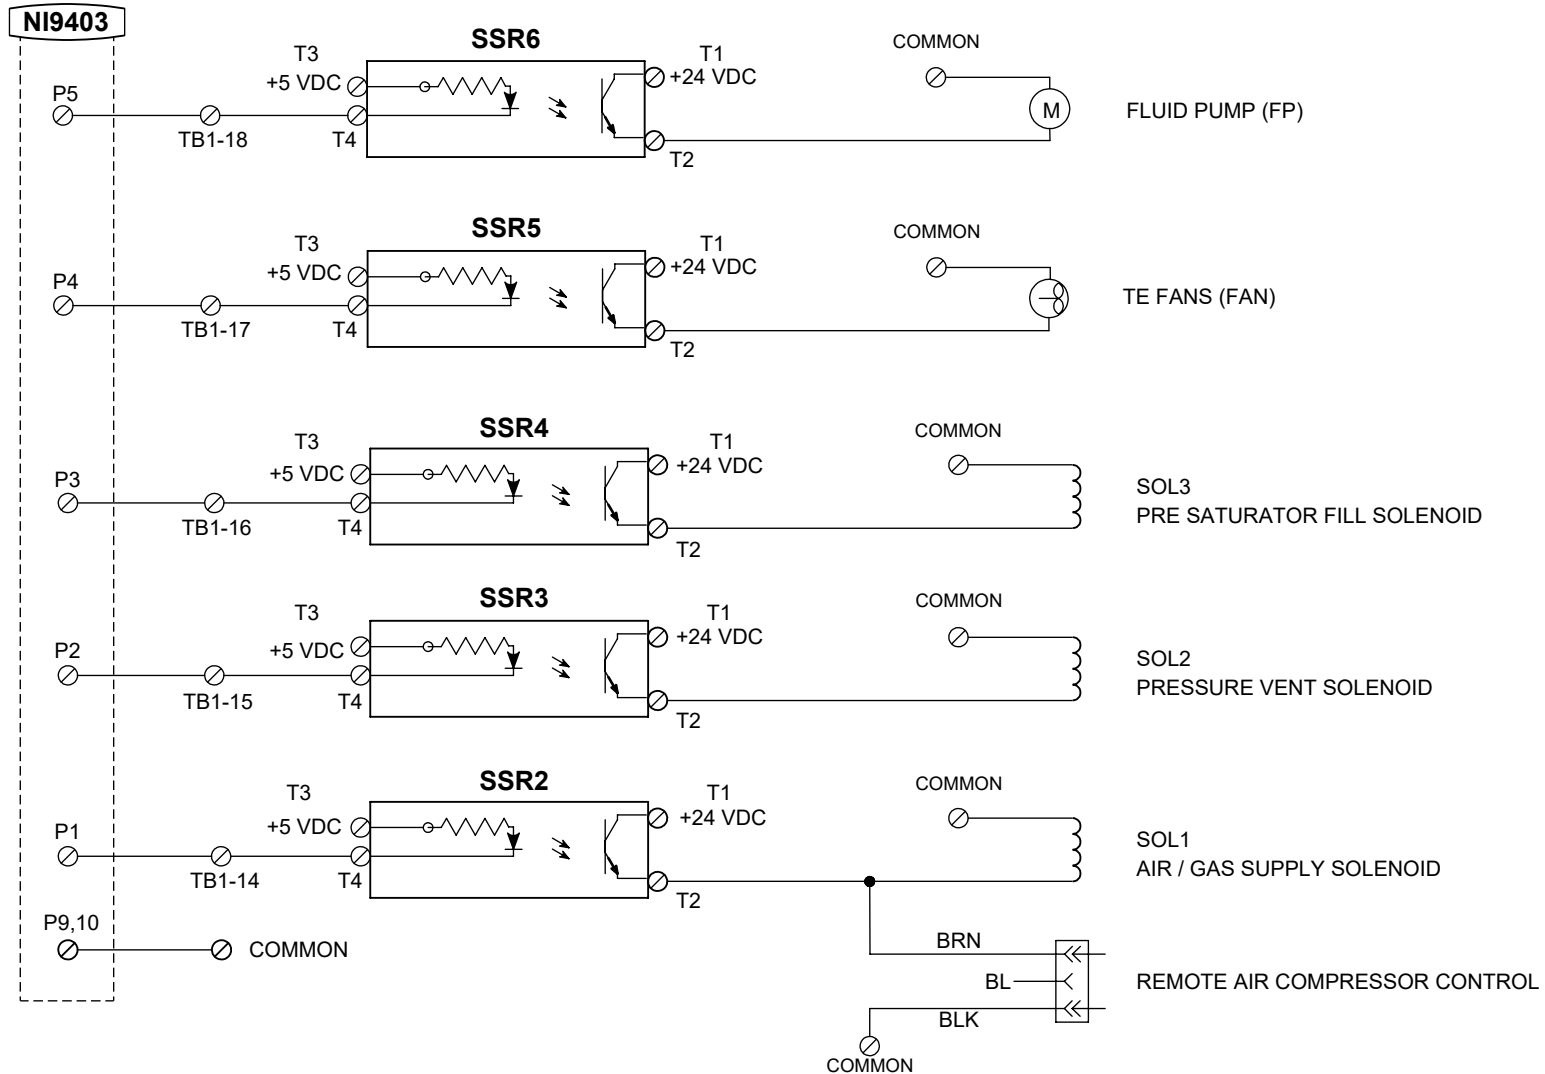 NI9403
SSR6
T3
+5 VDC
T1
+24 VDC
COMMON
P5
TB1-18
T4
T2
M
FLUID PUMP (FP)
SSR5
T3
+5 VDC
T1
+24 VDC
COMMON
P4
TB1-17
T4
T2
TE FANS (FAN)
SSR4
T3
+5 VDC
T1
+24 VDC
COMMON
P3
TB1-16
T4
T2
SOL3
PRE SATURATOR FILL SOLENOID
SSR3
T3
+5 VDC
T1
+24 VDC
COMMON
P2
TB1-15
T4
T2
SOL2
PRESSURE VENT SOLENOID
SSR2
T3
+5 VDC
T1
+24 VDC
COMMON
P1
TB1-14
T4
T2
SOL1
AIR / GAS SUPPLY SOLENOID
P9,10
COMMON
BRN
BL
BLK
COMMON
REMOTE AIR COMPRESSOR CONTROL